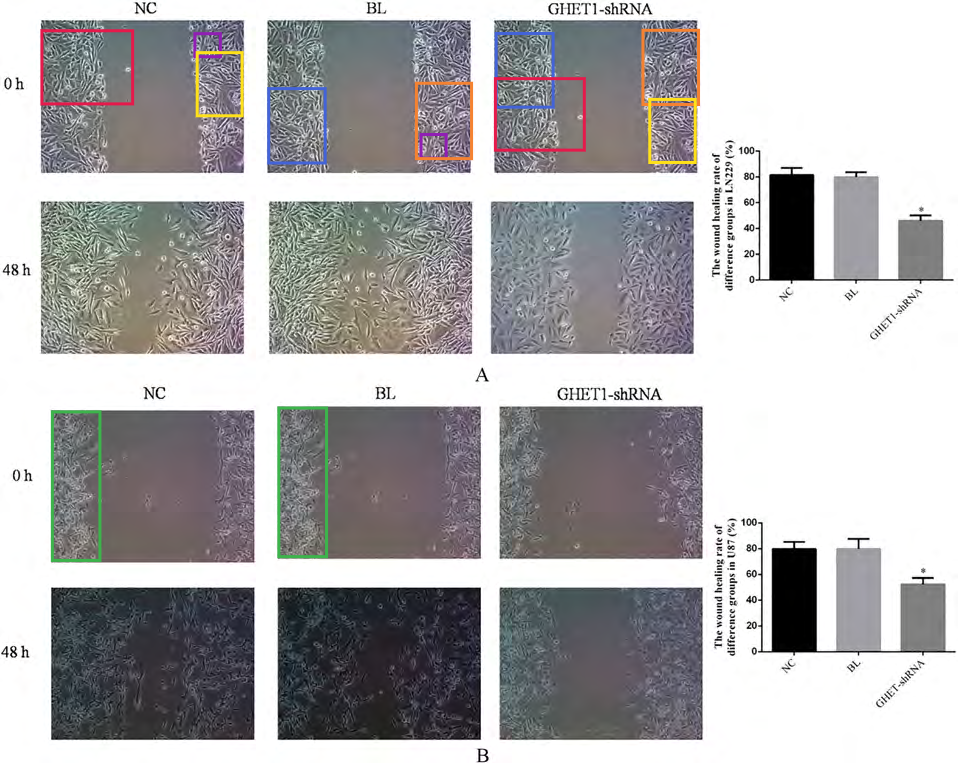 NC
BL
GHET1-shRNA
0 h
48 h
The wound healing rate of
difference groups in LN229 (%)
100
80
60
40
20
0
*
NC
BL
GHET1-shRNA
A
NC
BL
GHET1-shRNA
0 h
48 h
The wound healing rate of
difference groups in U87 (%)
100
80
60
40
20
0
*
NC
BL
GHET-shRNA
B